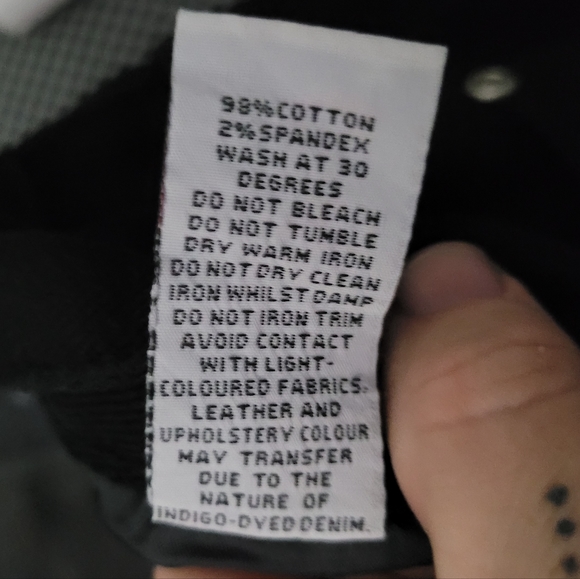 98%COTTON
2%SPANDEX
WASH AT 30
DEGREES
DO NOT BLEACH
DO NOT TUMBLE
DRY WARM IRON
DO NOT DRY CLEAN
IRON WHILST DAMP
DO NOT IRON TRIM
AVOID CONTACT
WITH LIGHT-
COLOURED FABRICS.
LEATHER AND
UPHOLSTERY COLOUR
MAY TRANSFER
DUE TO THE
NATURE OF
INDIGO-DYED DENIM.